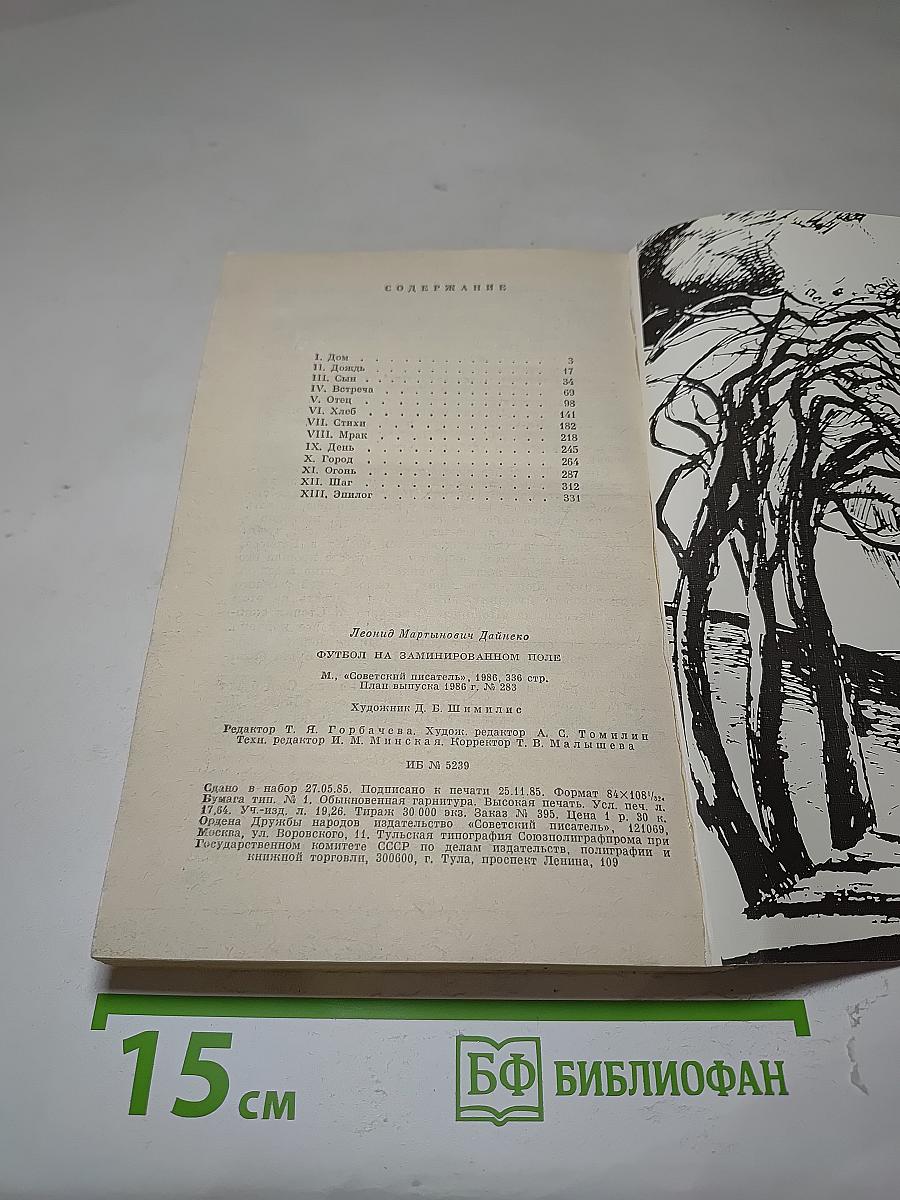 СОДЕРЖАНИЕ
I. Дом . . . . . . . . . . . . 3
II. Дождь . . . . . . . . . . . . 17
III. Сын . . . . . . . . . . . . 34
IV. Встреча . . . . . . . . . . . . 69
V. Отец . . . . . . . . . . . . 98
VI. Хлеб . . . . . . . . . . . . 141
VII. Стихи . . . . . . . . . . . . 182
VIII. Мрак . . . . . . . . . . . . 218
IX. День . . . . . . . . . . . . 245
X. Город . . . . . . . . . . . . 264
XI. Огонь . . . . . . . . . . . . 287
XII. Шаг . . . . . . . . . . . . 312
XIII. Эпилог . . . . . . . . . . . . 331
Леонид Мартынович Дайнеко
ФУТБОЛ НА ЗАМИНИРОВАННОМ ПОЛЕ
М., «Советский писатель», 1986, 336 стр.
План выпуска 1986 г. № 283
Художник Д. Б. Шимилис
Редактор Т. Я. Горбачева. Худож. редактор А. С. Томилин
Техн. редактор И. М. Минская. Корректор Т. В. Малышева
ИБ № 5239
Сдано в набор 27.05.85. Подписано к печати 25.11.85. Формат 84×108¹/₃₂.
Бумага тип. № 1. Обыкновенная гарнитура. Высокая печать. Усл. печ. л.
17,64. Уч.-изд. л. 19,26. Тираж 30 000 экз. Заказ № 395. Цена 1 р. 30 к.
Ордена Дружбы народов издательство «Советский писатель», 121069,
Москва, ул. Воровского, 11. Тульская типография Союзполиграфпрома при
Государственном комитете СССР по делам издательств, полиграфии и
книжной торговли, 300600, г. Тула, проспект Ленина, 109
15 см
БФ БИБЛИОФАН